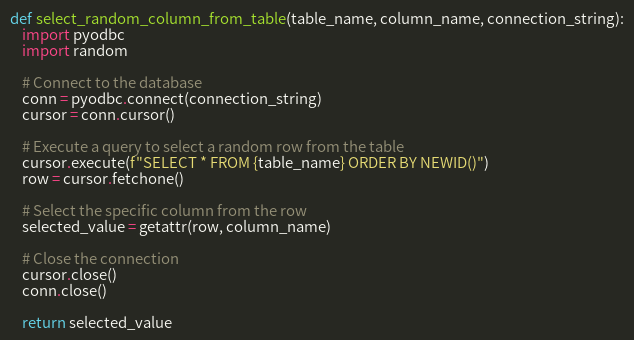 def select_random_column_from_table(table_name, column_name, connection_string):
    import pyodbc
    import random

    # Connect to the database
    conn = pyodbc.connect(connection_string)
    cursor = conn.cursor()

    # Execute a query to select a random row from the table
    cursor.execute(f"SELECT * FROM {table_name} ORDER BY NEWID()")
    row = cursor.fetchone()

    # Select the specific column from the row
    selected_value = getattr(row, column_name)

    # Close the connection
    cursor.close()
    conn.close()

    return selected_value